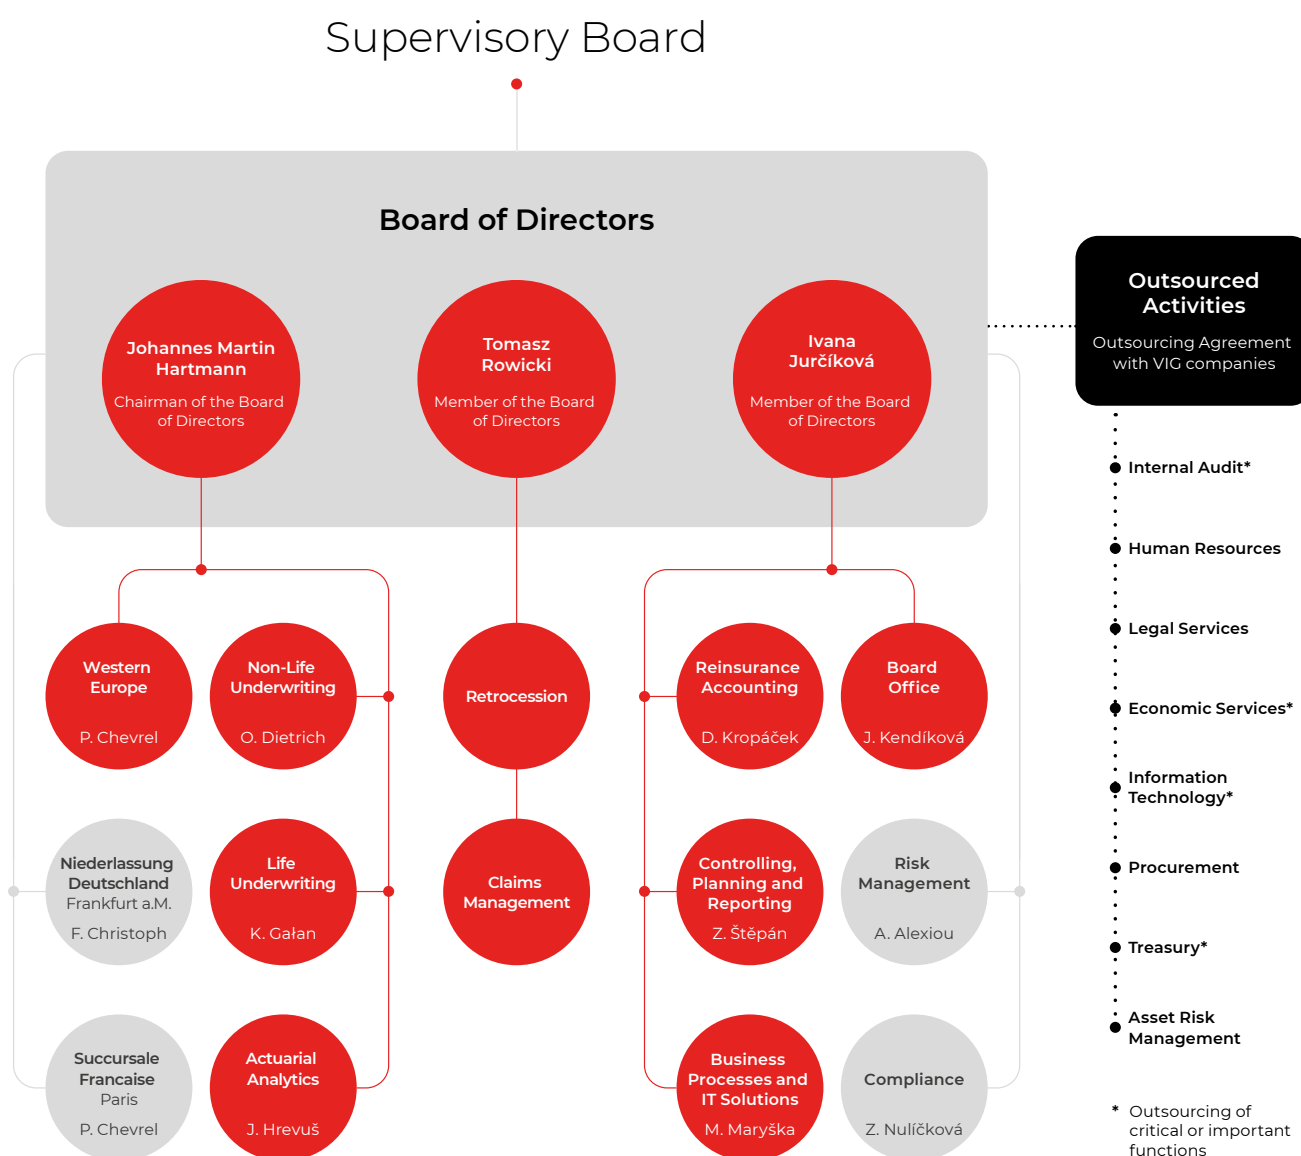 Supervisory Board
Board of Directors
Johannes Martin
Hartmann
Chairman of the Board
of Directors
Tomasz
Rowicki
Member of the Board
of Directors
Ivana
Jurčíková
Member of the Board
of Directors
Outsourced
Activities
Outsourcing Agreement
with VIG companies
Internal Audit*
Human Resources
Legal Services
Economic Services*
Information
Technology*
Procurement
Treasury*
Asset Risk
Management
* Outsourcing of
critical or important
functions
Western
Europe
P. Chevrel
Non-Life
Underwriting
O. Dietrich
Retrocession
Reinsurance
Accounting
D. Kropáček
Board
Office
J. Kendíková
Niederlassung
Deutschland
Frankfurt a.M.
F. Christoph
Life
Underwriting
K. Gałan
Claims
Management
Controlling,
Planning and
Reporting
Z. Štěpán
Risk
Management
A. Alexiou
Succursale
Francaise
Paris
P. Chevrel
Actuarial
Analytics
J. Hrevuš
Business
Processes and
IT Solutions
M. Maryška
Compliance
Z. Nulíčková